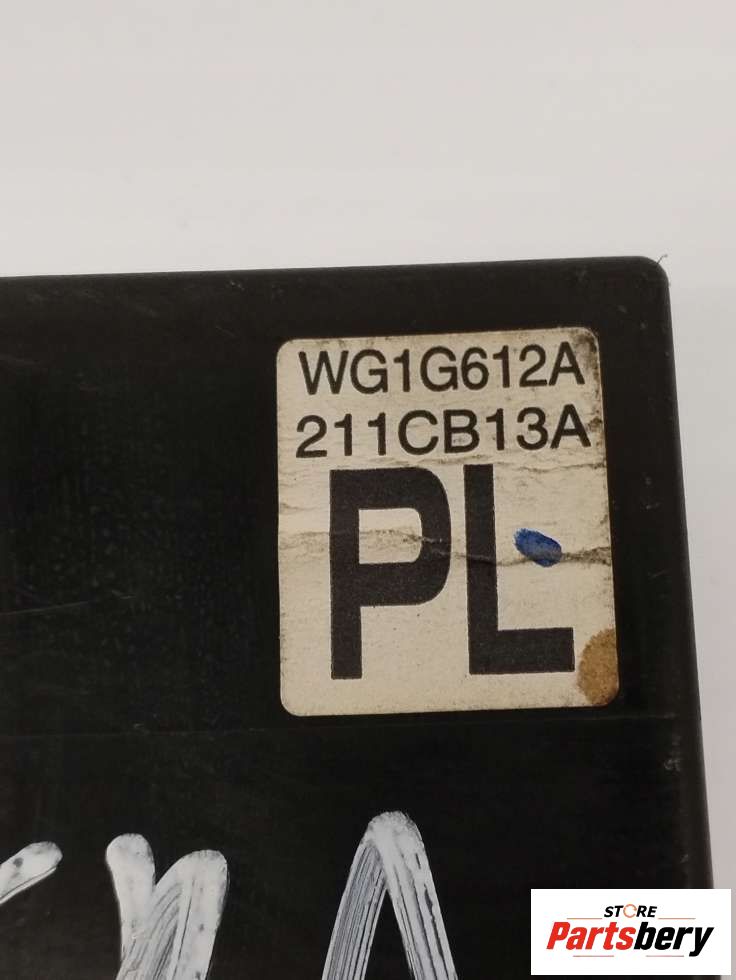 WG1G612A
211CB13A
PL
STORE
Partsbery